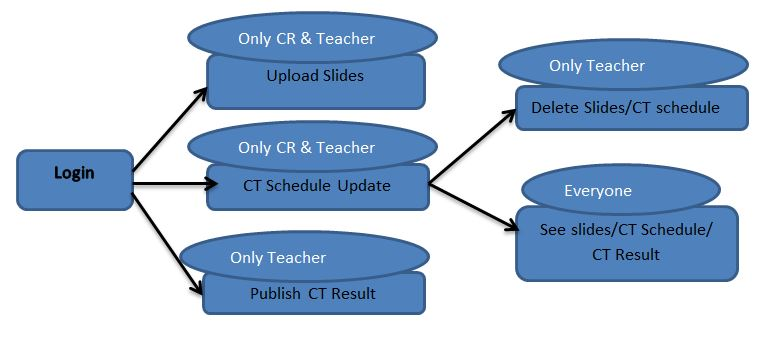 Only CR & Teacher
Upload Slides
Only CR & Teacher
CT Schedule Update
Login
Only Teacher
Publish CT Result
Only Teacher
Delete Slides/CT schedule
Everyone
See slides/CT Schedule/
CT Result